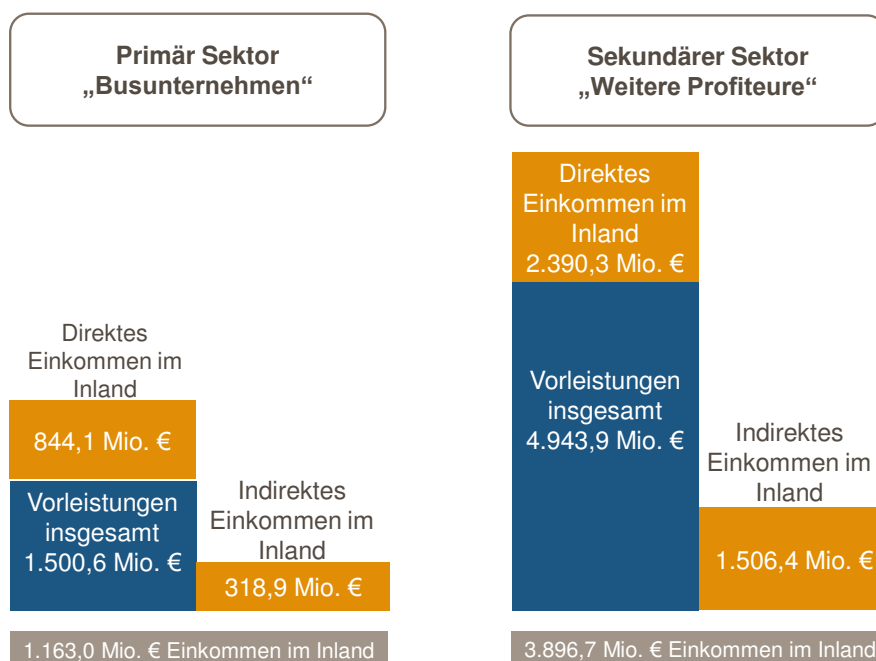 Primär Sektor
„Busunternehmen“
Direktes
Einkommen im
Inland
844,1 Mio. €
Vorleistungen
insgesamt
1.500,6 Mio. €
Indirektes
Einkommen im
Inland
318,9 Mio. €
1.163,0 Mio. € Einkommen im Inland
Sekundärer Sektor
„Weitere Profiteure“
Direktes
Einkommen im
Inland
2.390,3 Mio. €
Vorleistungen
insgesamt
4.943,9 Mio. €
Indirektes
Einkommen im
Inland
1.506,4 Mio. €
3.896,7 Mio. € Einkommen im Inland